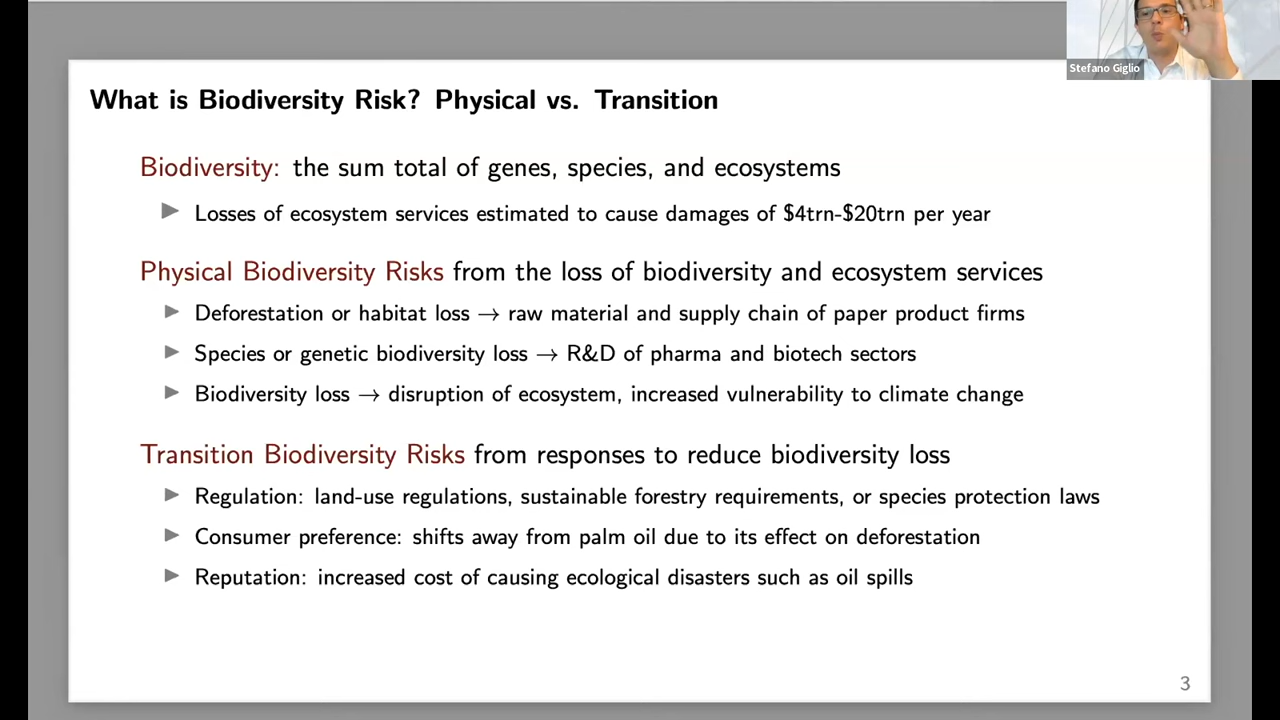 Stefano Giglio
What is Biodiversity Risk? Physical vs. Transition
Biodiversity: the sum total of genes, species, and ecosystems
▶ Losses of ecosystem services estimated to cause damages of $4trn-$20trn per year
Physical Biodiversity Risks from the loss of biodiversity and ecosystem services
▶ Deforestation or habitat loss → raw material and supply chain of paper product firms
▶ Species or genetic biodiversity loss → R&D of pharma and biotech sectors
▶ Biodiversity loss → disruption of ecosystem, increased vulnerability to climate change
Transition Biodiversity Risks from responses to reduce biodiversity loss
▶ Regulation: land-use regulations, sustainable forestry requirements, or species protection laws
▶ Consumer preference: shifts away from palm oil due to its effect on deforestation
▶ Reputation: increased cost of causing ecological disasters such as oil spills
3